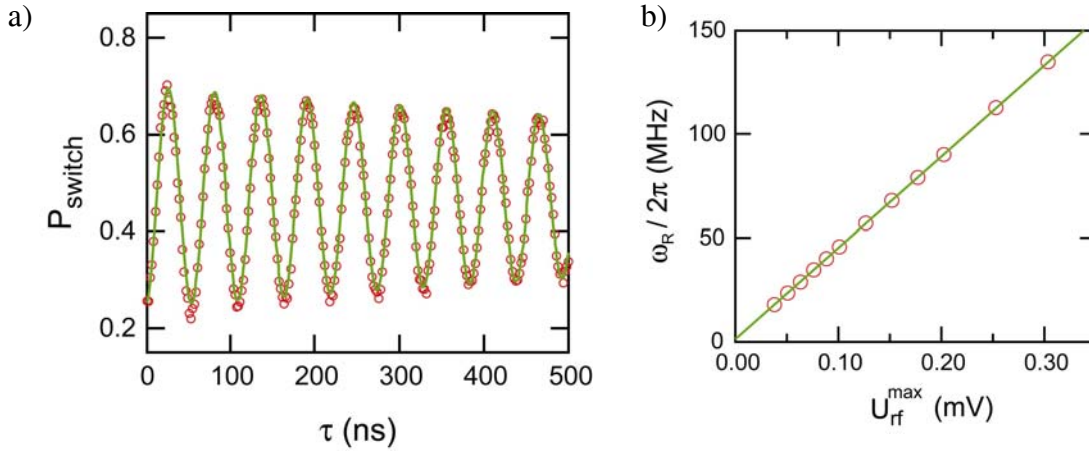 a)
0.8
0.6
0.4
0.2
P_switch
0 100 200 300 400 500
τ (ns)
b)
150
100
50
0
ω_R / 2π (MHz)
0.00 0.10 0.20 0.30
U_rf^max (mV)